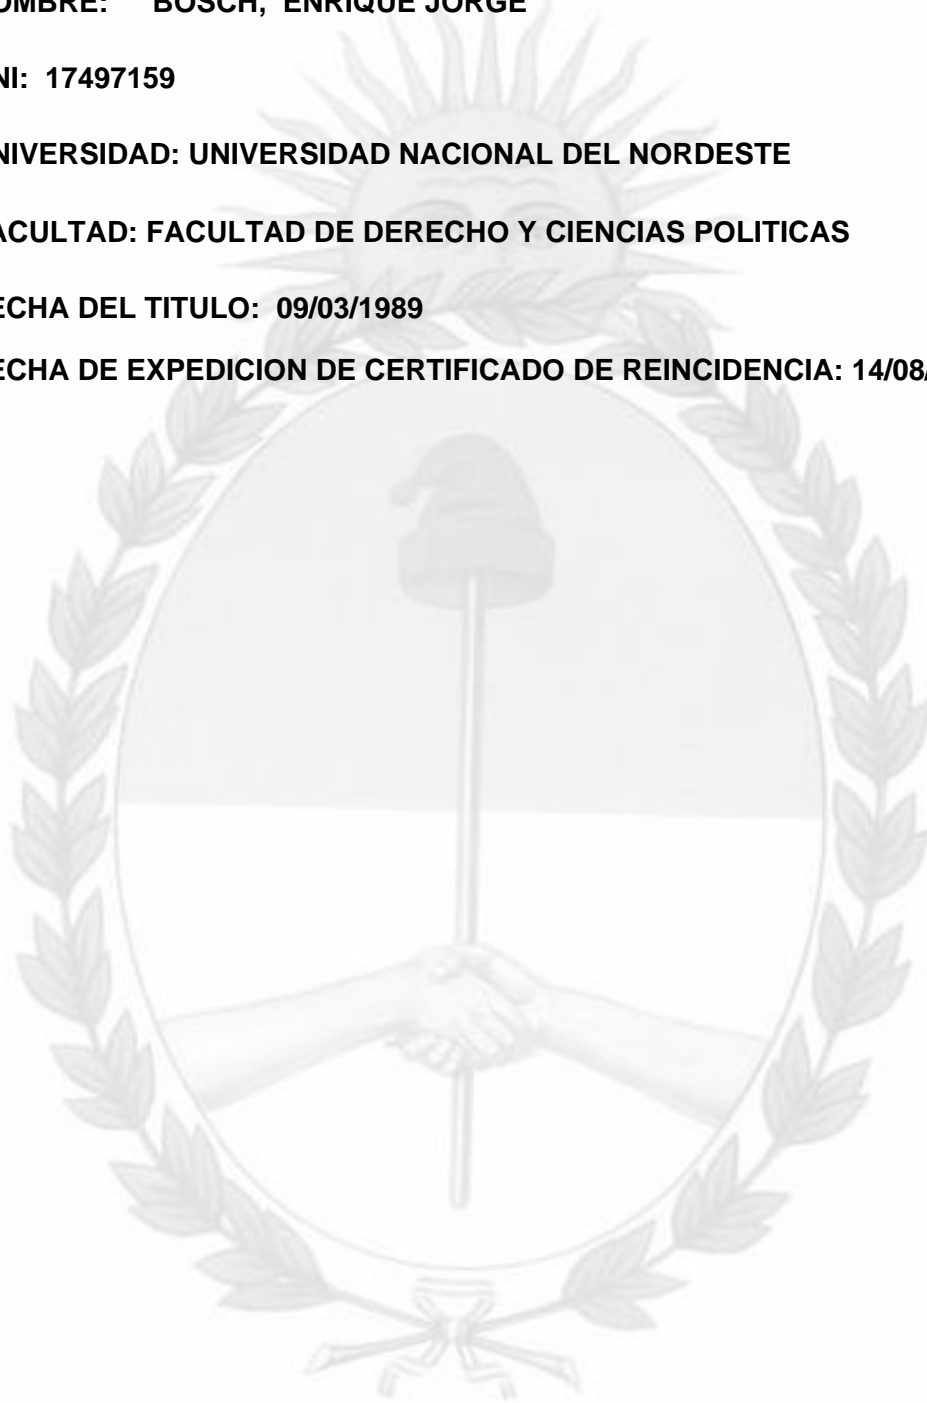 OMBRE: BOSCH, ENRIQUE JORGE
NI: 17497159
NIVERSIDAD: UNIVERSIDAD NACIONAL DEL NORDESTE
ACULTAD: FACULTAD DE DERECHO Y CIENCIAS POLITICAS
ECHA DEL TITULO: 09/03/1989
ECHA DE EXPEDICION DE CERTIFICADO DE REINCIDENCIA: 14/08/